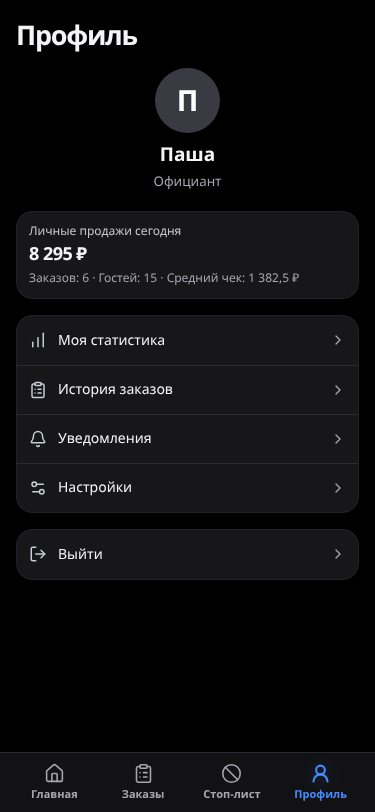 Профиль
П
Паша
Официант
Личные продажи сегодня
8 295 ₽
Заказов: 6 · Гостей: 15 · Средний чек: 1 382,5 ₽
Моя статистика
История заказов
Уведомления
Настройки
Выйти
Главная
Заказы
Стоп-лист
Профиль